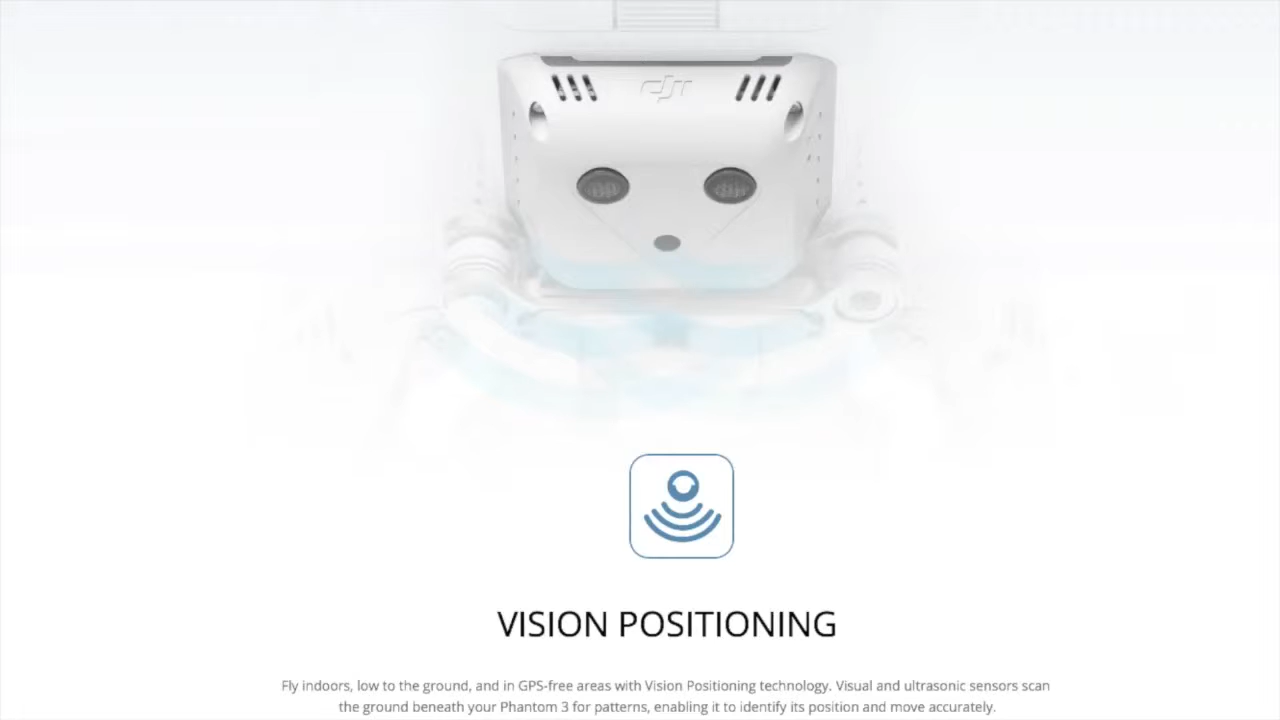 dji
VISION POSITIONING
Fly indoors, low to the ground, and in GPS-free areas with Vision Positioning technology. Visual and ultrasonic sensors scan
the ground beneath your Phantom 3 for patterns, enabling it to identify its position and move accurately.